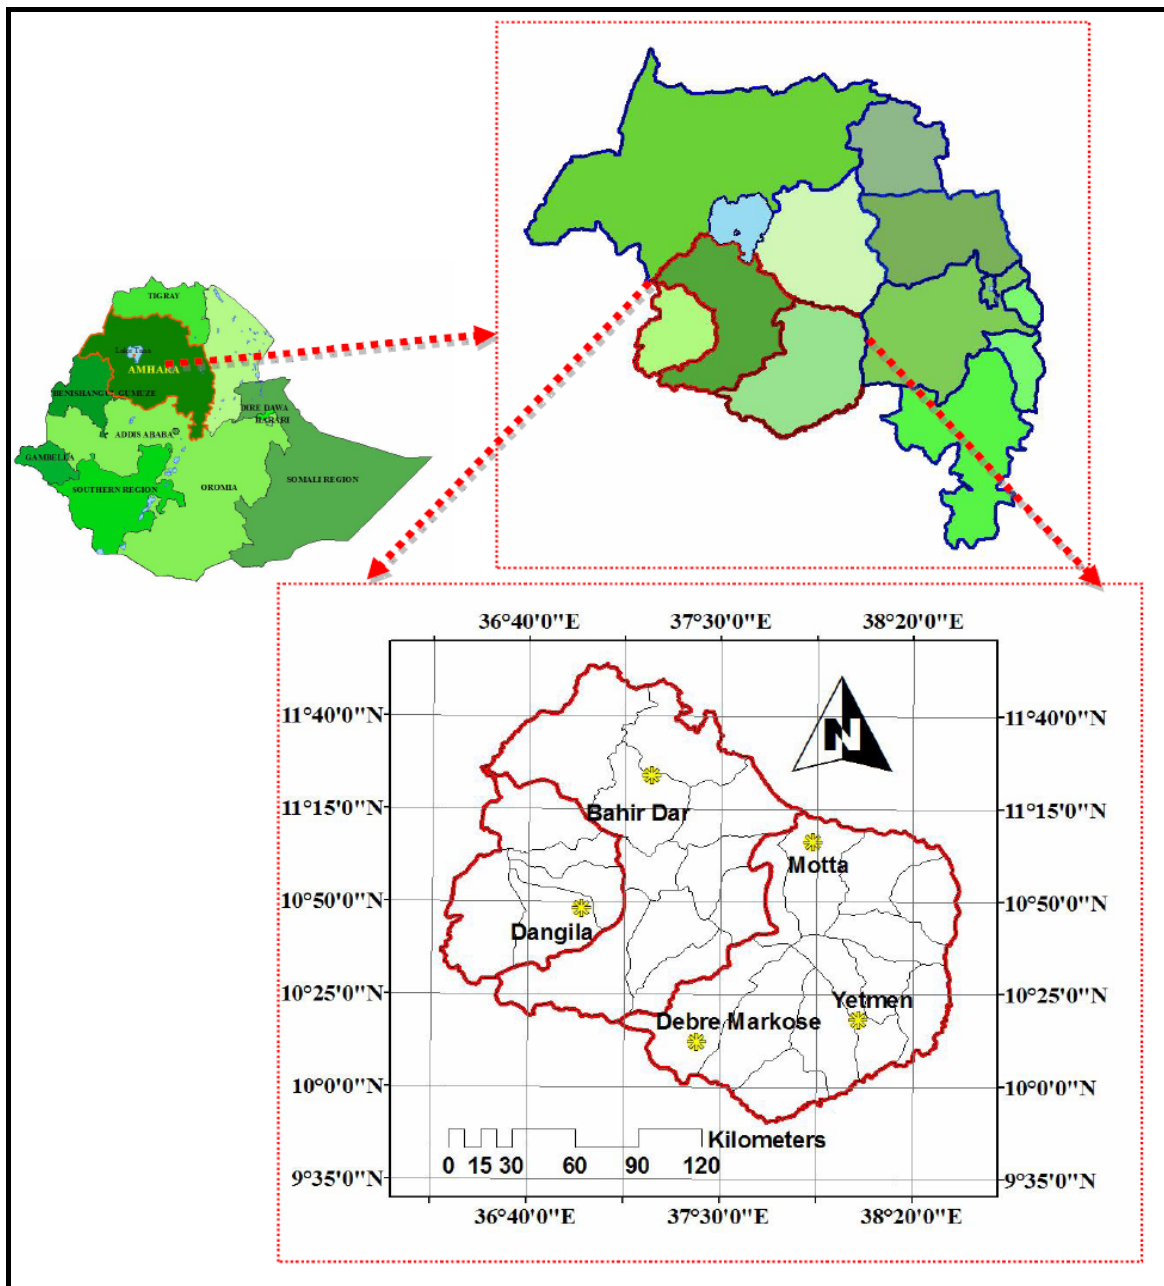 TIGRAY
Lake Tana
AMHARA
BENISHANGAL-GUMUZE
DIRE DAWA
HARARI
ADDIS ABABA
GAMBELLA
SOUTHERN REGION
OROMIA
SOMALI REGION
36°40'0"E 37°30'0"E 38°20'0"E
11°40'0"N 11°40'0"N
N
11°15'0"N 11°15'0"N
Bahir Dar
Motta
10°50'0"N 10°50'0"N
Dangila
10°25'0"N 10°25'0"N
Yetmen
Debre Markose
10°0'0"N 10°0'0"N
Kilometers
0 15 30 60 90 120
9°35'0"N 9°35'0"N
36°40'0"E 37°30'0"E 38°20'0"E